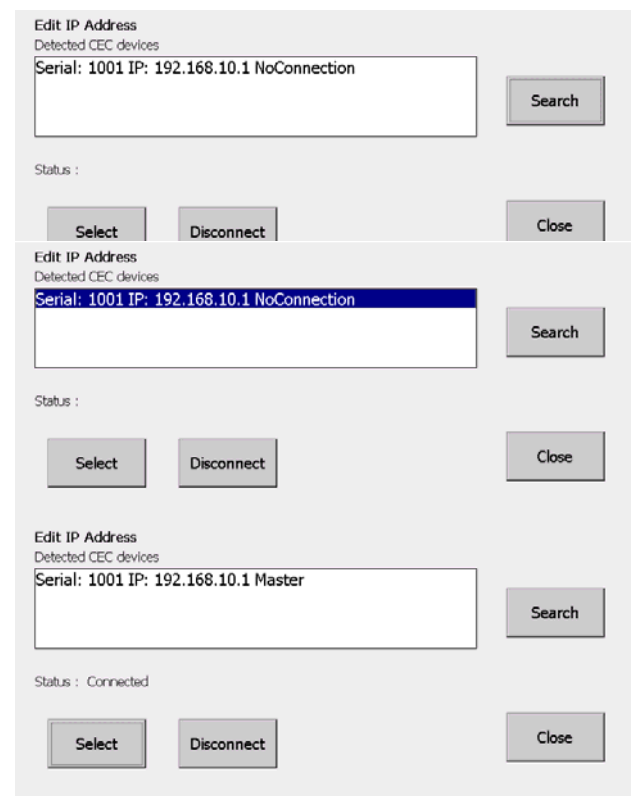 Edit IP Address
Detected CEC devices
Serial: 1001 IP: 192.168.10.1 NoConnection
Search
Status :
Select Disconnect Close
Edit IP Address
Detected CEC devices
Serial: 1001 IP: 192.168.10.1 NoConnection
Search
Status :
Select Disconnect Close
Edit IP Address
Detected CEC devices
Serial: 1001 IP: 192.168.10.1 Master
Search
Status : Connected
Select Disconnect Close